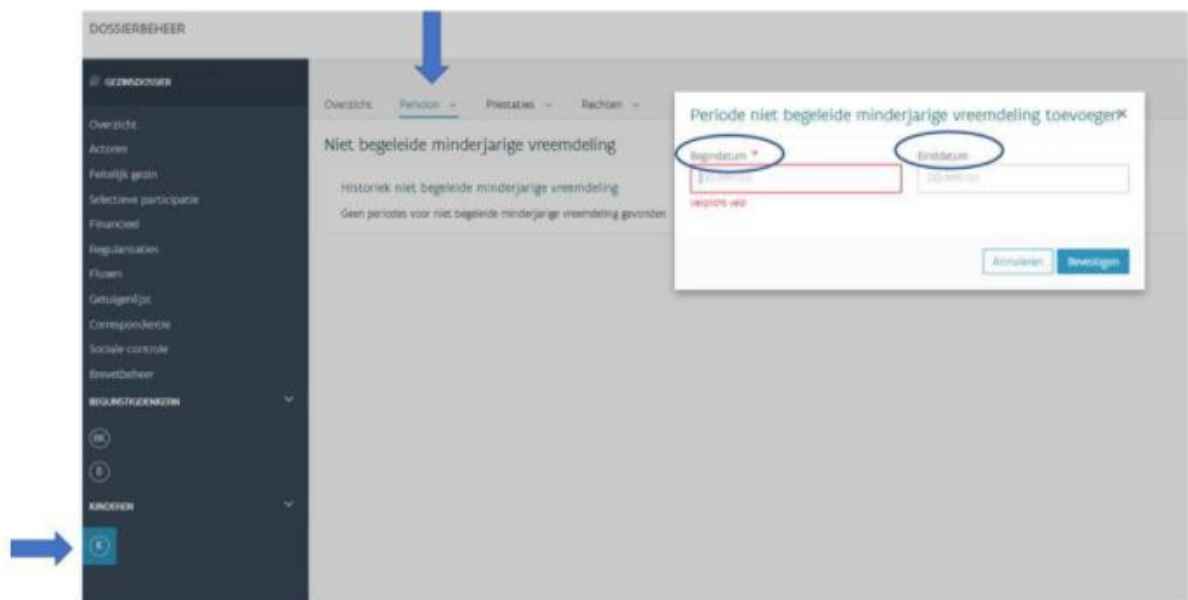 DOSSIERBEHEER
GEZINSDOSSIER
Overzicht
Actoren
Feitelijk gezin
Selectieve participatie
Financieel
Regularisaties
Fluxen
Getuigenlijst
Correspondentie
Sociale controle
Brevetbeheer
BEGUNSTIGDENKERN
BK
B
KINDEREN
K
Overzicht Persoon Prestaties Rechten
Niet begeleide minderjarige vreemdeling
Historiek niet begeleide minderjarige vreemdeling
Geen periodes voor niet begeleide minderjarige vreemdeling gevonden
Periode niet begeleide minderjarige vreemdeling toevoegen
Begindatum * Einddatum
Verplicht veld
Annuleren Bevestigen